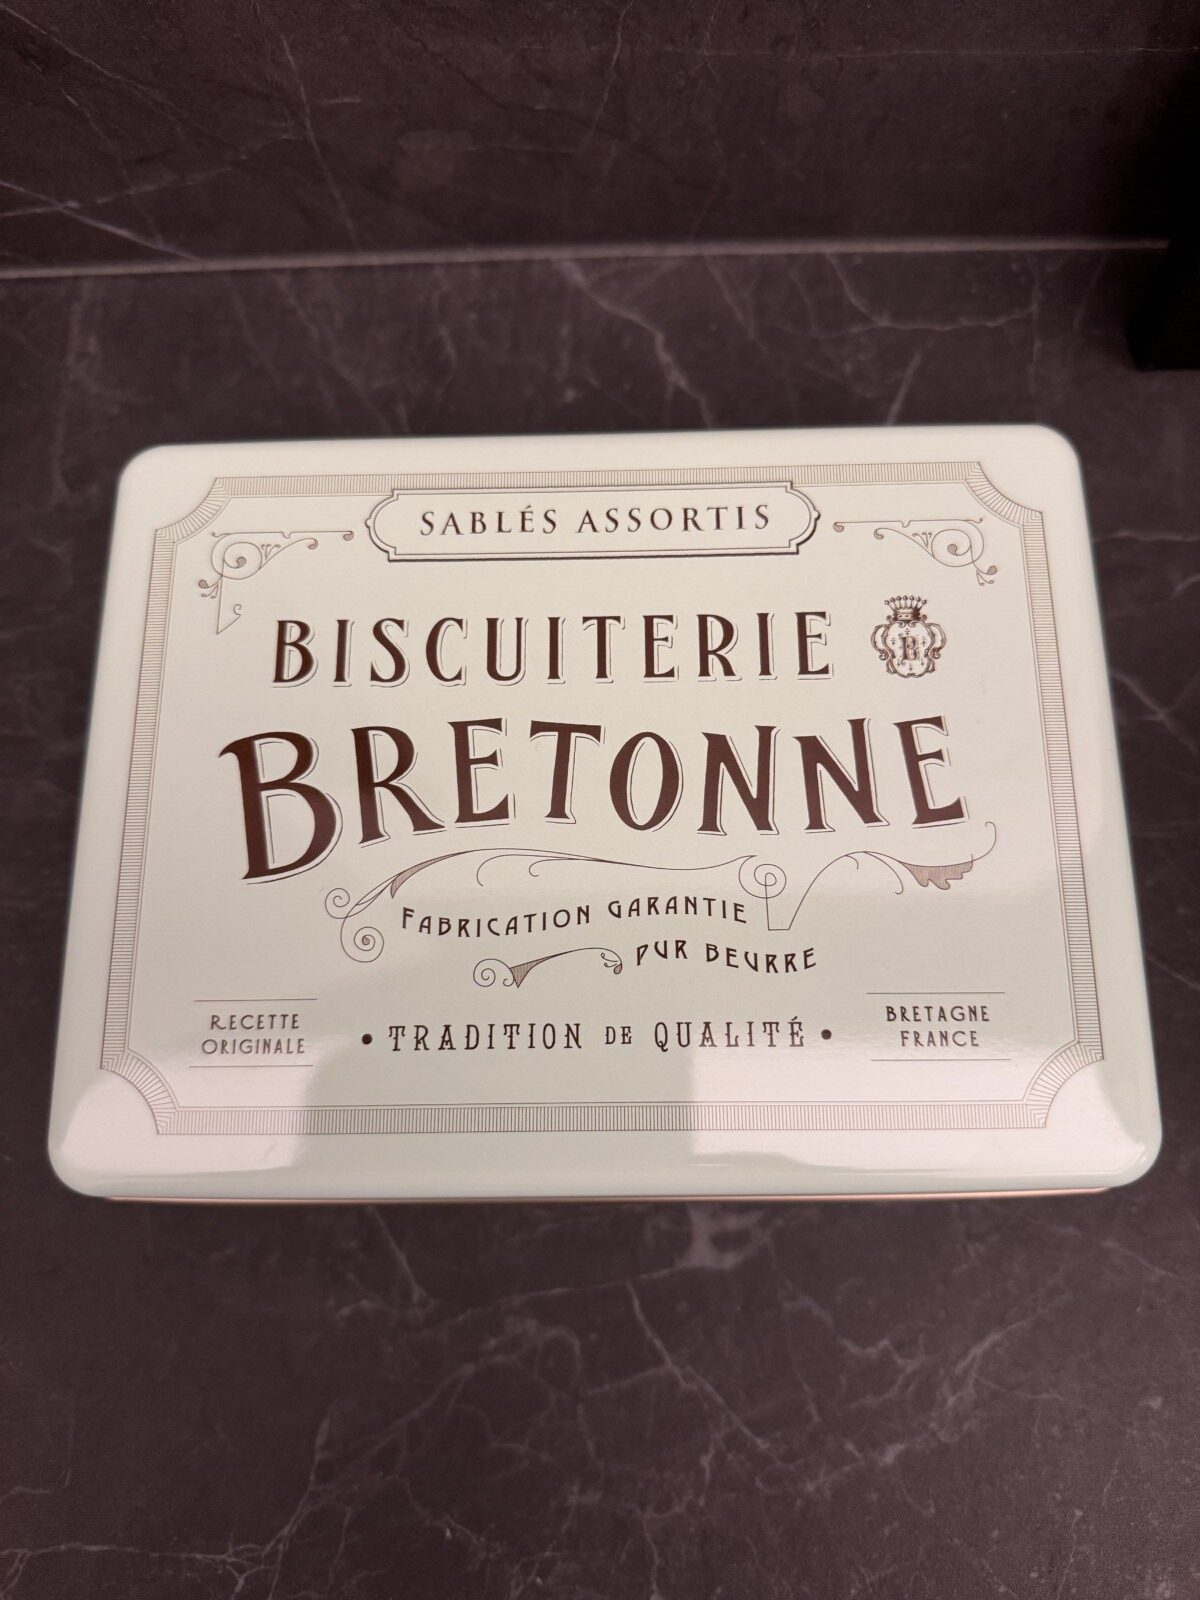 SABLÉS ASSORTIS
BISCUITERIE
B
BRETONNE
FABRICATION GARANTIE
PUR BEURRE
RECETTE
ORIGINALE
• TRADITION DE QUALITÉ •
BRETAGNE
FRANCE